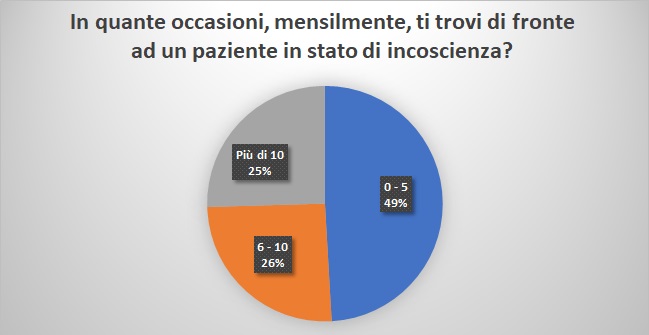 In quante occasioni, mensilmente, ti trovi di fronte
ad un paziente in stato di incoscienza?
Più di 10
25%
0 - 5
49%
6 - 10
26%